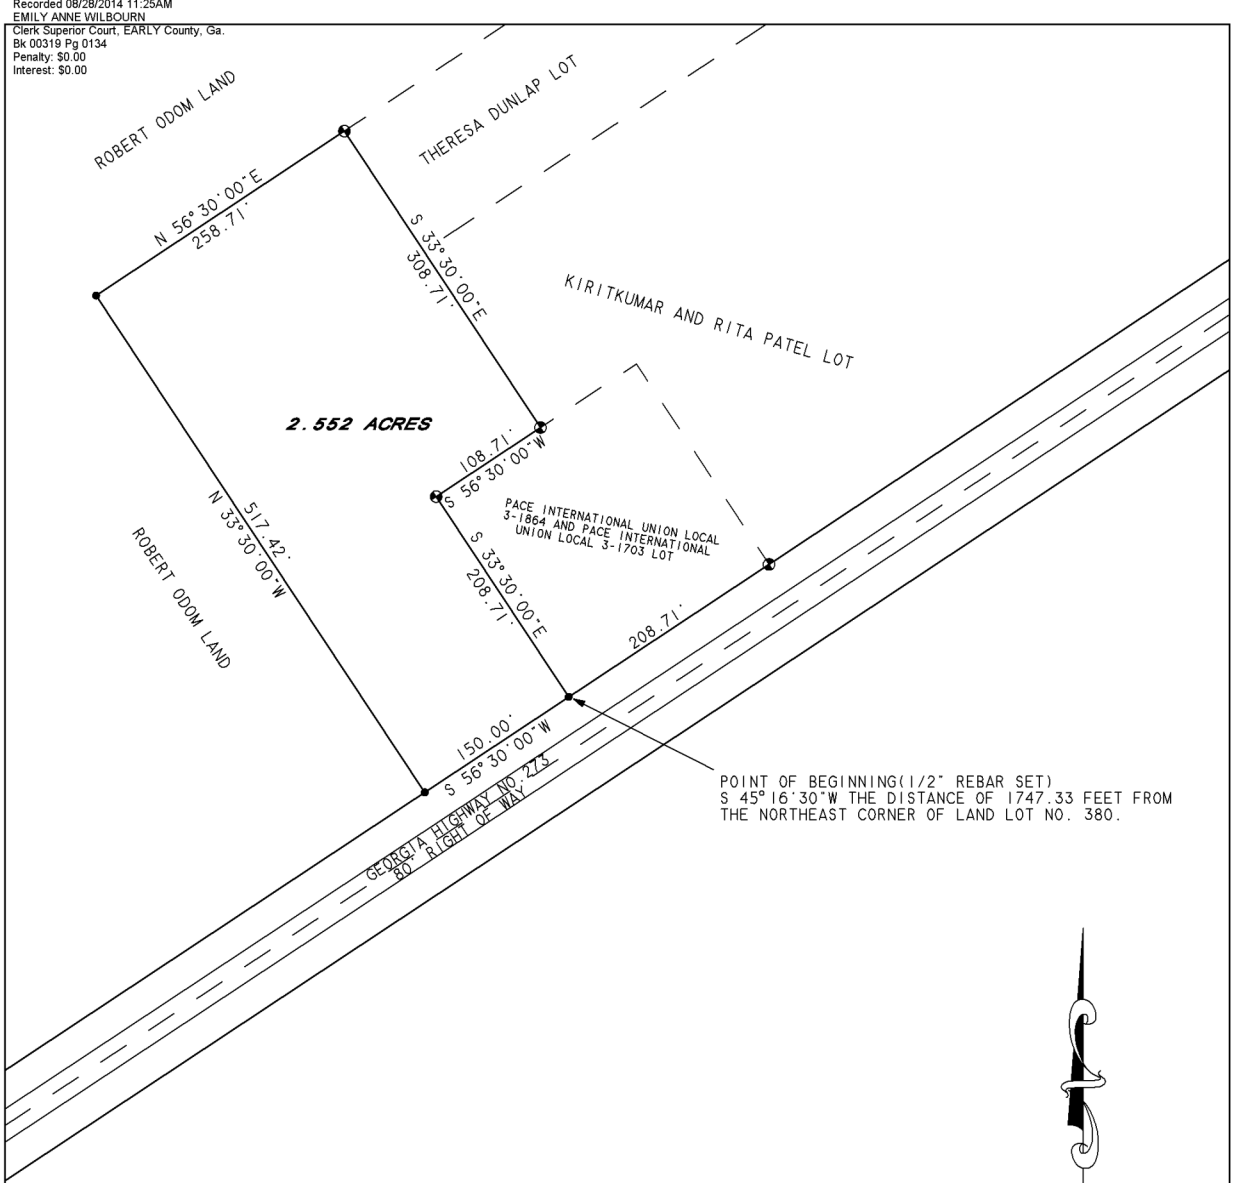 Recorded 08/28/2014 11:25AM
EMILY ANNE WILBOURN
Clerk Superior Court, EARLY County, Ga.
Bk 00319 Pg 0134
Penalty: $0.00
Interest: $0.00
ROBERT ODOM LAND
THERESA DUNLAP LOT
N 56°30'00"E
258.71'
S 33°30'00"E
308.71'
KIRITKUMAR AND RITA PATEL LOT
2.552 ACRES
108.71'
S 56°30'00"W
PACE INTERNATIONAL UNION LOCAL
3-1864 AND PACE INTERNATIONAL
UNION LOCAL 3-1703 LOT
517.42'
N 33°30'00"W
ROBERT ODOM LAND
S 33°30'00"E
208.71'
208.71'
150.00'
S 56°30'00"W
GEORGIA HIGHWAY NO.273
80' RIGHT OF WAY
POINT OF BEGINNING(1/2" REBAR SET)
S 45°16'30"W THE DISTANCE OF 1747.33 FEET FROM
THE NORTHEAST CORNER OF LAND LOT NO. 380.